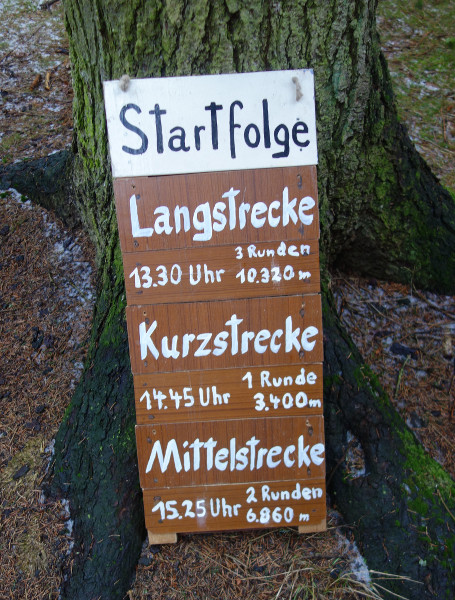 Startfolge
Langstrecke
3 Runden
13.30 Uhr 10.320 m
Kurzstrecke
1 Runde
14.45 Uhr 3.400 m
Mittelstrecke
15.25 Uhr 2 Runden
6.860 m